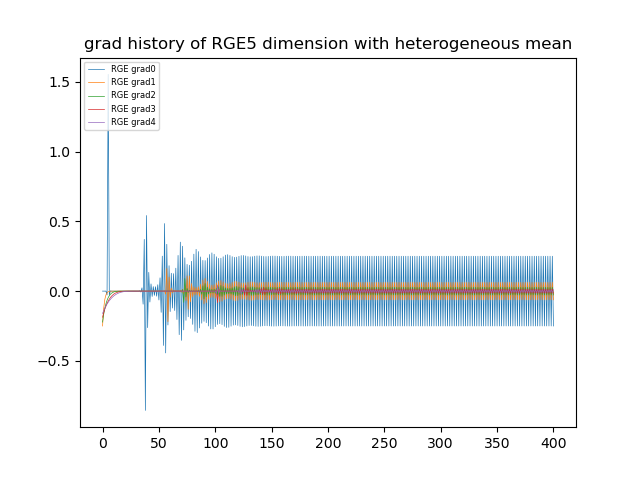 grad history of RGE5 dimension with heterogeneous mean
RGE grad0
RGE grad1
RGE grad2
RGE grad3
RGE grad4
1.5
1.0
0.5
0.0
−0.5
0
50
100
150
200
250
300
350
400